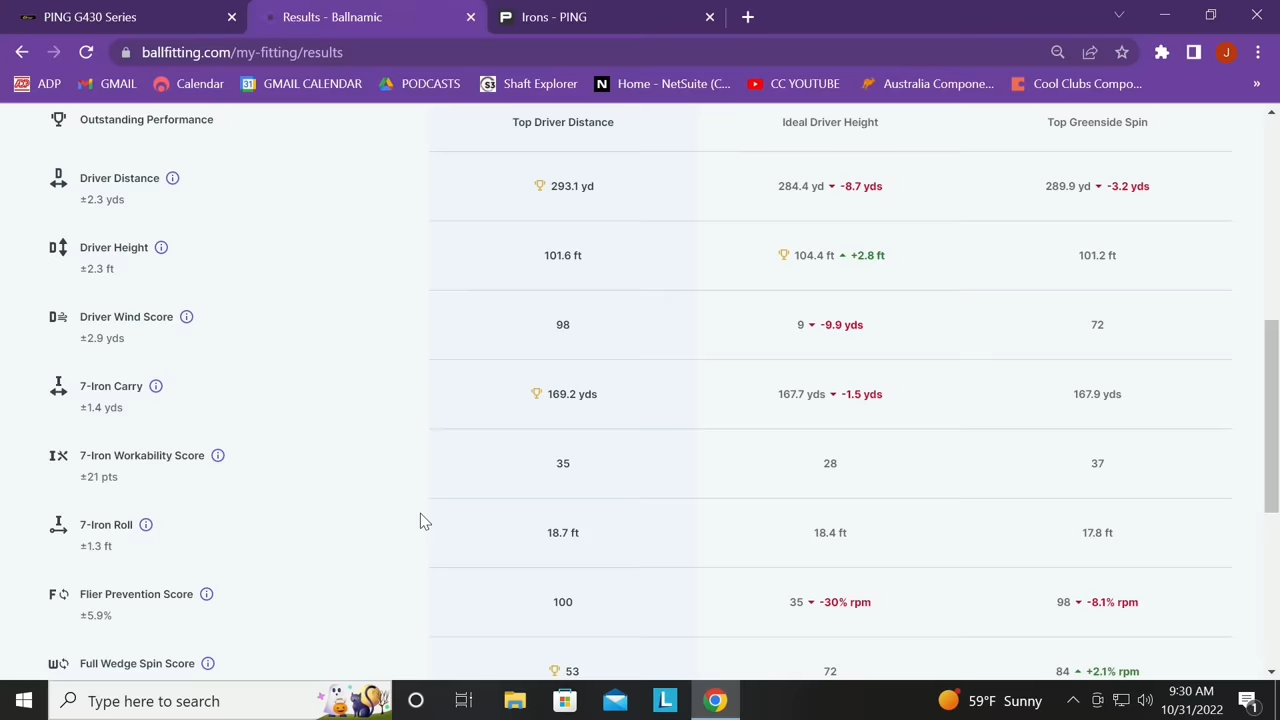 PING G430 Series
Results - Ballnamic
Irons - PING
ballfitting.com/my-fitting/results
J
ADP
GMAIL
Calendar
31
GMAIL CALENDAR
PODCASTS
Shaft Explorer
N
Home - NetSuite (C...
CC YOUTUBE
Australia Compone...
Cool Clubs Compo...
»
Outstanding Performance
Top Driver Distance
Ideal Driver Height
Top Greenside Spin
Driver Distance
±2.3 yds
293.1 yd
284.4 yd -8.7 yds
289.9 yd -3.2 yds
Driver Height
±2.3 ft
101.6 ft
104.4 ft +2.8 ft
101.2 ft
Driver Wind Score
±2.9 yds
98
9 -9.9 yds
72
7-Iron Carry
±1.4 yds
169.2 yds
167.7 yds -1.5 yds
167.9 yds
7-Iron Workability Score
±21 pts
35
28
37
7-Iron Roll
±1.3 ft
18.7 ft
18.4 ft
17.8 ft
Flier Prevention Score
±5.9%
100
35 -30% rpm
98 -8.1% rpm
Full Wedge Spin Score
53
72
84 +2.1% rpm
Type here to search
L
59°F Sunny
9:30 AM
10/31/2022